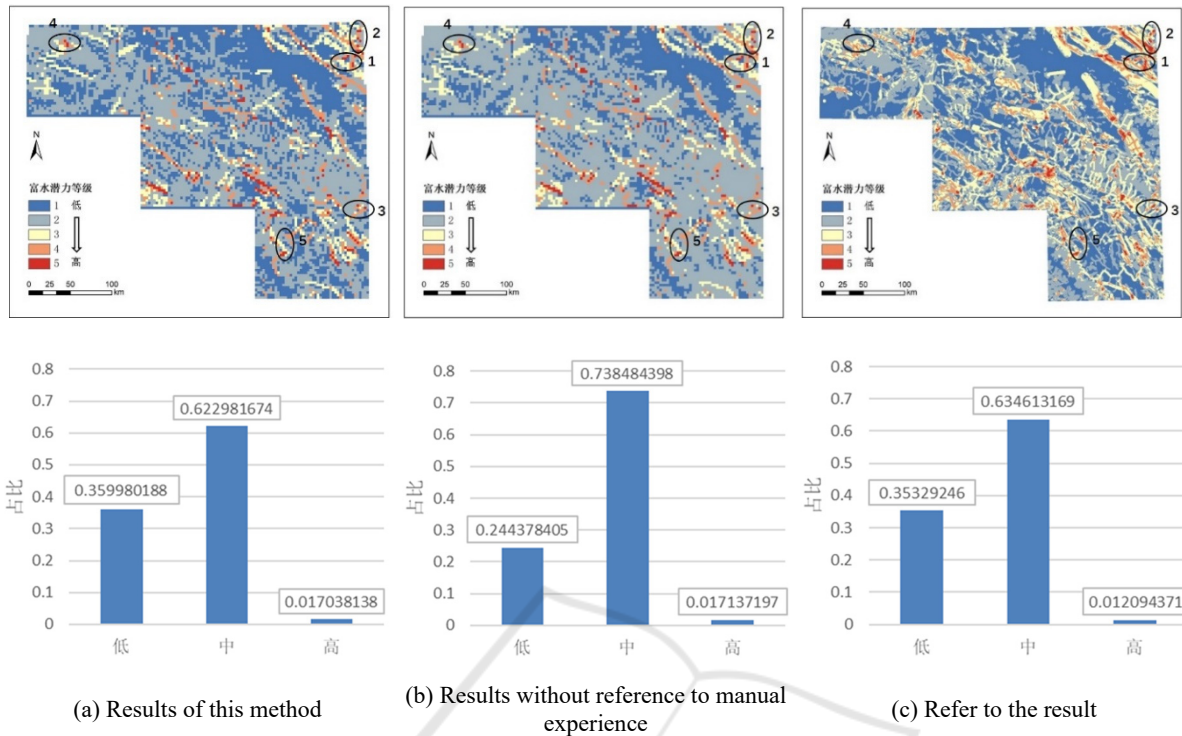 4
2
1
N
富水潜力等级
1 低
2
3
3
4
5
5 高
0 25 50 100
km
4
2
1
N
富水潜力等级
1 低
2
3
3
4
5
5 高
0 25 50 100
km
4
2
1
N
富水潜力等级
1 低
2
3
3
4
5
5 高
0 25 50 100
km
0.8
0.7
0.622981674
0.6
0.5
占比
0.4
0.359980188
0.3
0.2
0.1
0.017038138
0
低 中 高
0.8
0.738484398
0.7
0.6
0.5
占比
0.4
0.3
0.244378405
0.2
0.1
0.017137197
0
低 中 高
0.8
0.7
0.634613169
0.6
0.5
占比
0.4
0.35329246
0.3
0.2
0.1
0.012094371
0
低 中 高
(a) Results of this method
(b) Results without reference to manual
experience
(c) Refer to the result